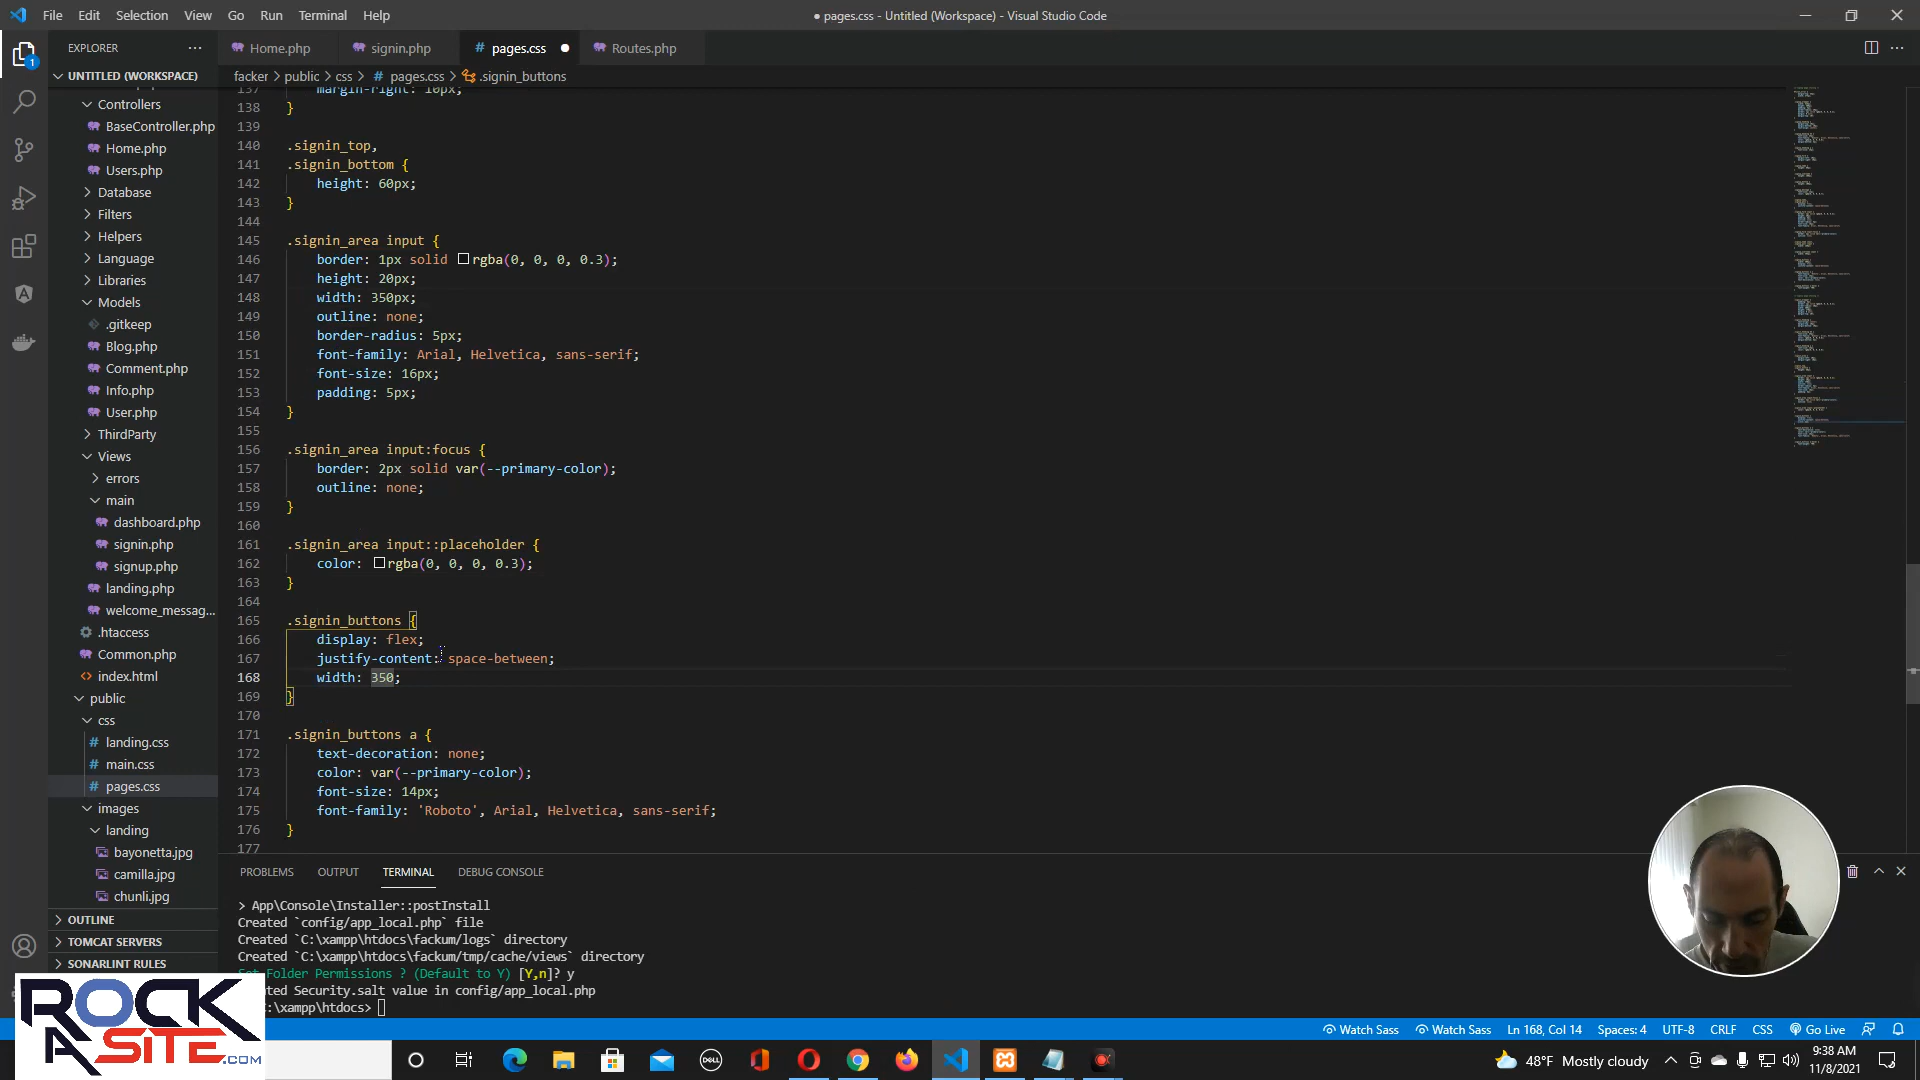 File Edit Selection View Go Run Terminal Help
● pages.css - Untitled (Workspace) - Visual Studio Code
EXPLORER ···
Home.php signin.php # pages.css ● Routes.php
UNTITLED (WORKSPACE)
facker > public > css > # pages.css > .signin_buttons
Controllers
BaseController.php
Home.php
Users.php
Database
Filters
Helpers
Language
Libraries
Models
.gitkeep
Blog.php
Comment.php
Info.php
User.php
ThirdParty
Views
errors
main
dashboard.php
signin.php
signup.php
landing.php
welcome_messag...
.htaccess
Common.php
<> index.html
public
css
# landing.css
# main.css
# pages.css
images
landing
bayonetta.jpg
camilla.jpg
chunli.jpg
OUTLINE
TOMCAT SERVERS
SONARLINT RULES
1
137 margin-right: 10px;
138 }
139
140 .signin_top,
141 .signin_bottom {
142 height: 60px;
143 }
144
145 .signin_area input {
146 border: 1px solid rgba(0, 0, 0, 0.3);
147 height: 20px;
148 width: 350px;
149 outline: none;
150 border-radius: 5px;
151 font-family: Arial, Helvetica, sans-serif;
152 font-size: 16px;
153 padding: 5px;
154 }
155
156 .signin_area input:focus {
157 border: 2px solid var(--primary-color);
158 outline: none;
159 }
160
161 .signin_area input::placeholder {
162 color: rgba(0, 0, 0, 0.3);
163 }
164
165 .signin_buttons {
166 display: flex;
167 justify-content: space-between;
168 width: 350;
169 }
170
171 .signin_buttons a {
172 text-decoration: none;
173 color: var(--primary-color);
174 font-size: 14px;
175 font-family: 'Roboto', Arial, Helvetica, sans-serif;
176 }
177
PROBLEMS OUTPUT TERMINAL DEBUG CONSOLE
> App\Console\Installer::postInstall
Created `config/app_local.php` file
Created `C:\xampp\htdocs\fackum/logs` directory
Created `C:\xampp\htdocs\fackum/tmp/cache/views` directory
Set Folder Permissions ? (Default to Y) [Y,n]? y
ted Security.salt value in config/app_local.php
:\xampp\htdocs>
ROCK
A SITE.COM
Watch Sass Watch Sass Ln 168, Col 14 Spaces: 4 UTF-8 CRLF CSS Go Live
DELL
48°F Mostly cloudy
9:38 AM
11/8/2021